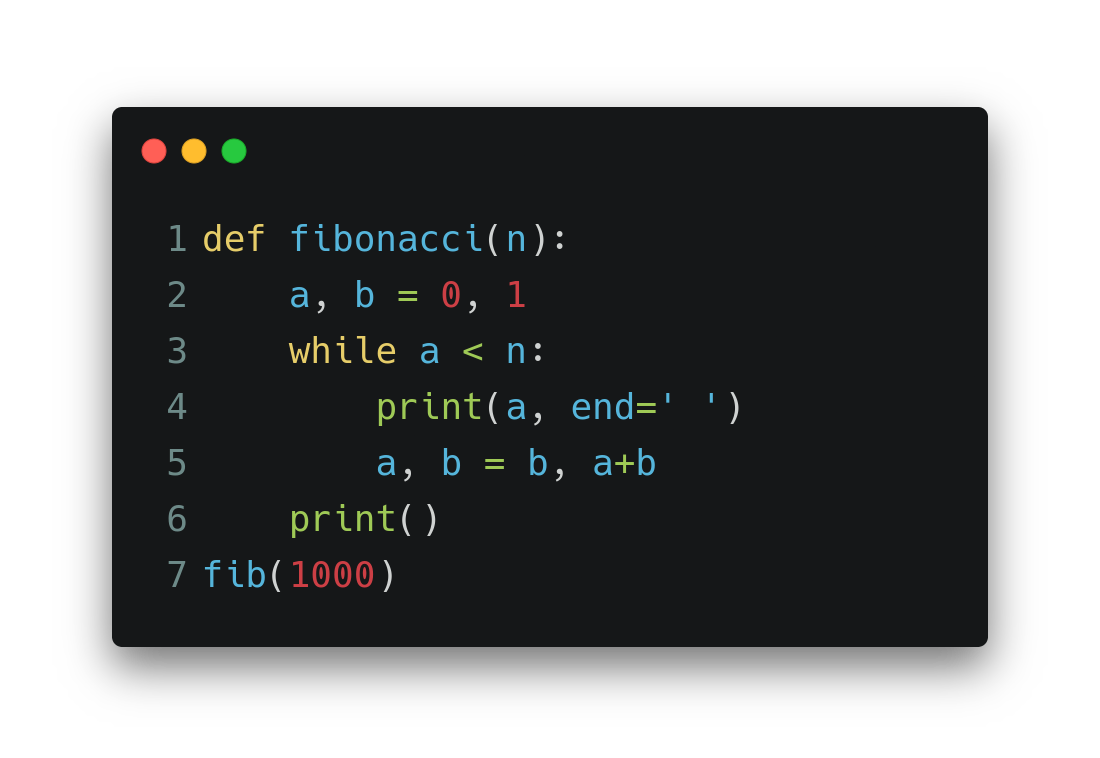 1 def fibonacci(n):
2     a, b = 0, 1
3     while a < n:
4         print(a, end=' ')
5         a, b = b, a+b
6     print()
7 fib(1000)